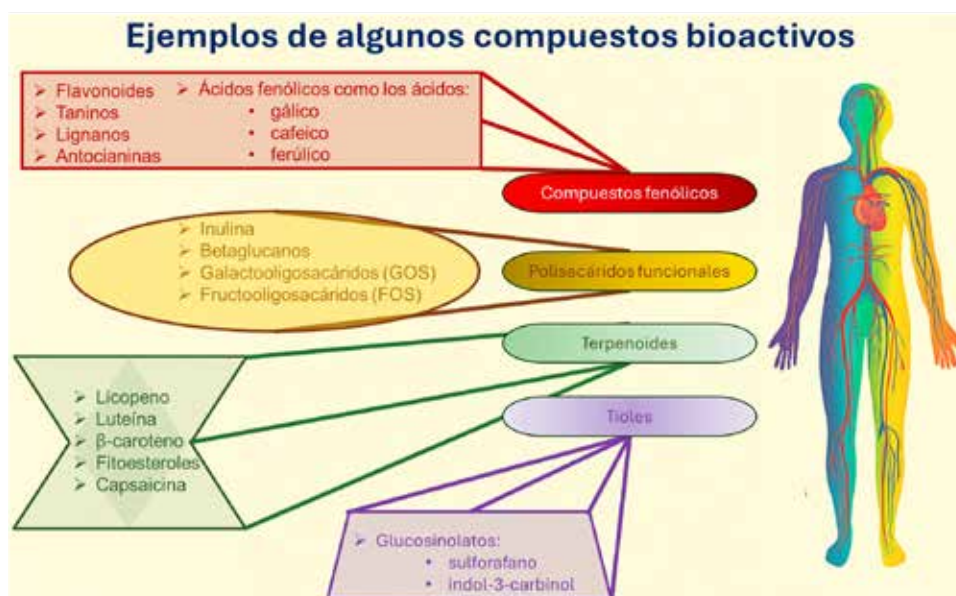 Ejemplos de algunos compuestos bioactivos
➢ Flavonoides
➢ Taninos
➢ Lignanos
➢ Antocianinas
➢ Ácidos fenólicos como los ácidos:
• gálico
• cafeico
• ferúlico
Compuestos fenólicos
➢ Inulina
➢ Betaglucanos
➢ Galactooligosacáridos (GOS)
➢ Fructooligosacáridos (FOS)
Polisacáridos funcionales
Terpenoides
➢ Licopeno
➢ Luteína
➢ β-caroteno
➢ Fitoesteroles
➢ Capsaicina
Tioles
➢ Glucosinolatos:
• sulforafano
• indol-3-carbinol